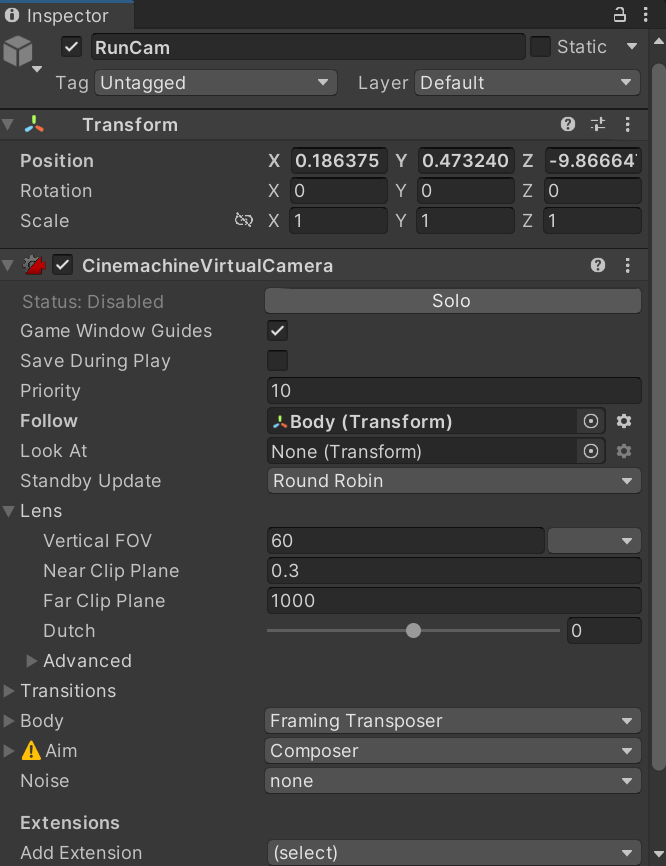 Inspector
RunCam Static
Tag Untagged Layer Default
Transform
Position X 0.186375 Y 0.473240 Z -9.86664
Rotation X 0 Y 0 Z 0
Scale X 1 Y 1 Z 1
CinemachineVirtualCamera
Status: Disabled Solo
Game Window Guides
Save During Play
Priority 10
Follow Body (Transform)
Look At None (Transform)
Standby Update Round Robin
Lens
Vertical FOV 60
Near Clip Plane 0.3
Far Clip Plane 1000
Dutch 0
Advanced
Transitions
Body Framing Transposer
Aim Composer
Noise none
Extensions
Add Extension (select)